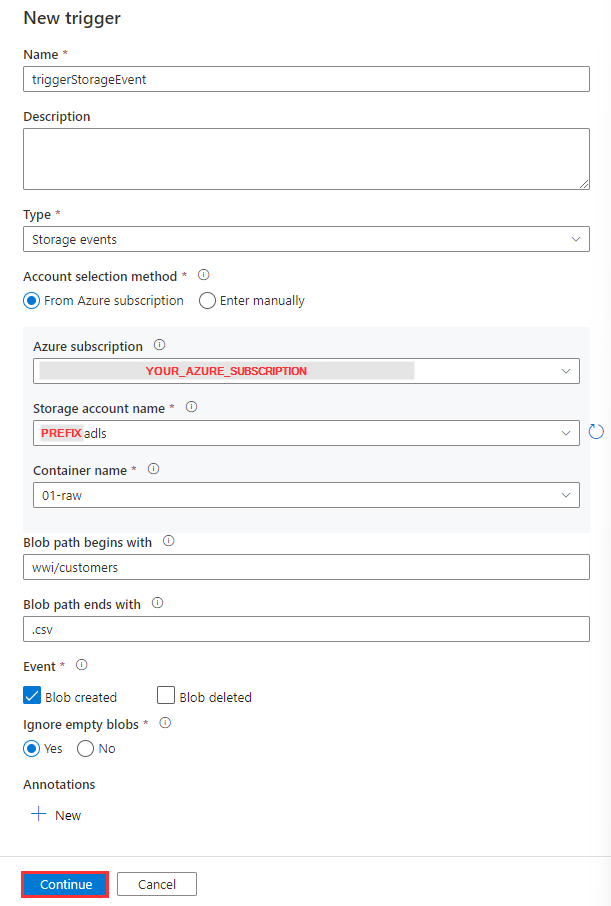 New trigger
Name *
triggerStorageEvent
Description
Type *
Storage events
Account selection method *
From Azure subscription Enter manually
Azure subscription
YOUR_AZURE_SUBSCRIPTION
Storage account name *
PREFIX adls
Container name *
01-raw
Blob path begins with
wwi/customers
Blob path ends with
.csv
Event *
Blob created Blob deleted
Ignore empty blobs *
Yes No
Annotations
New
Continue Cancel